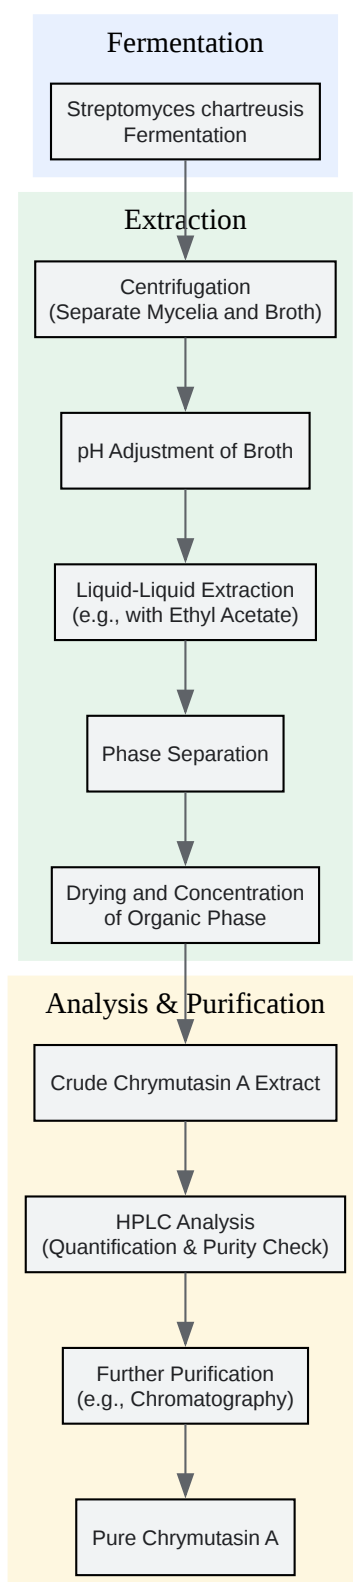 Fermentation
Streptomyces chartreusis
Fermentation
Extraction
Centrifugation
(Separate Mycelia and Broth)
pH Adjustment of Broth
Liquid-Liquid Extraction
(e.g., with Ethyl Acetate)
Phase Separation
Drying and Concentration
of Organic Phase
Analysis & Purification
Crude Chrymutasin A Extract
HPLC Analysis
(Quantification & Purity Check)
Further Purification
(e.g., Chromatography)
Pure Chrymutasin A